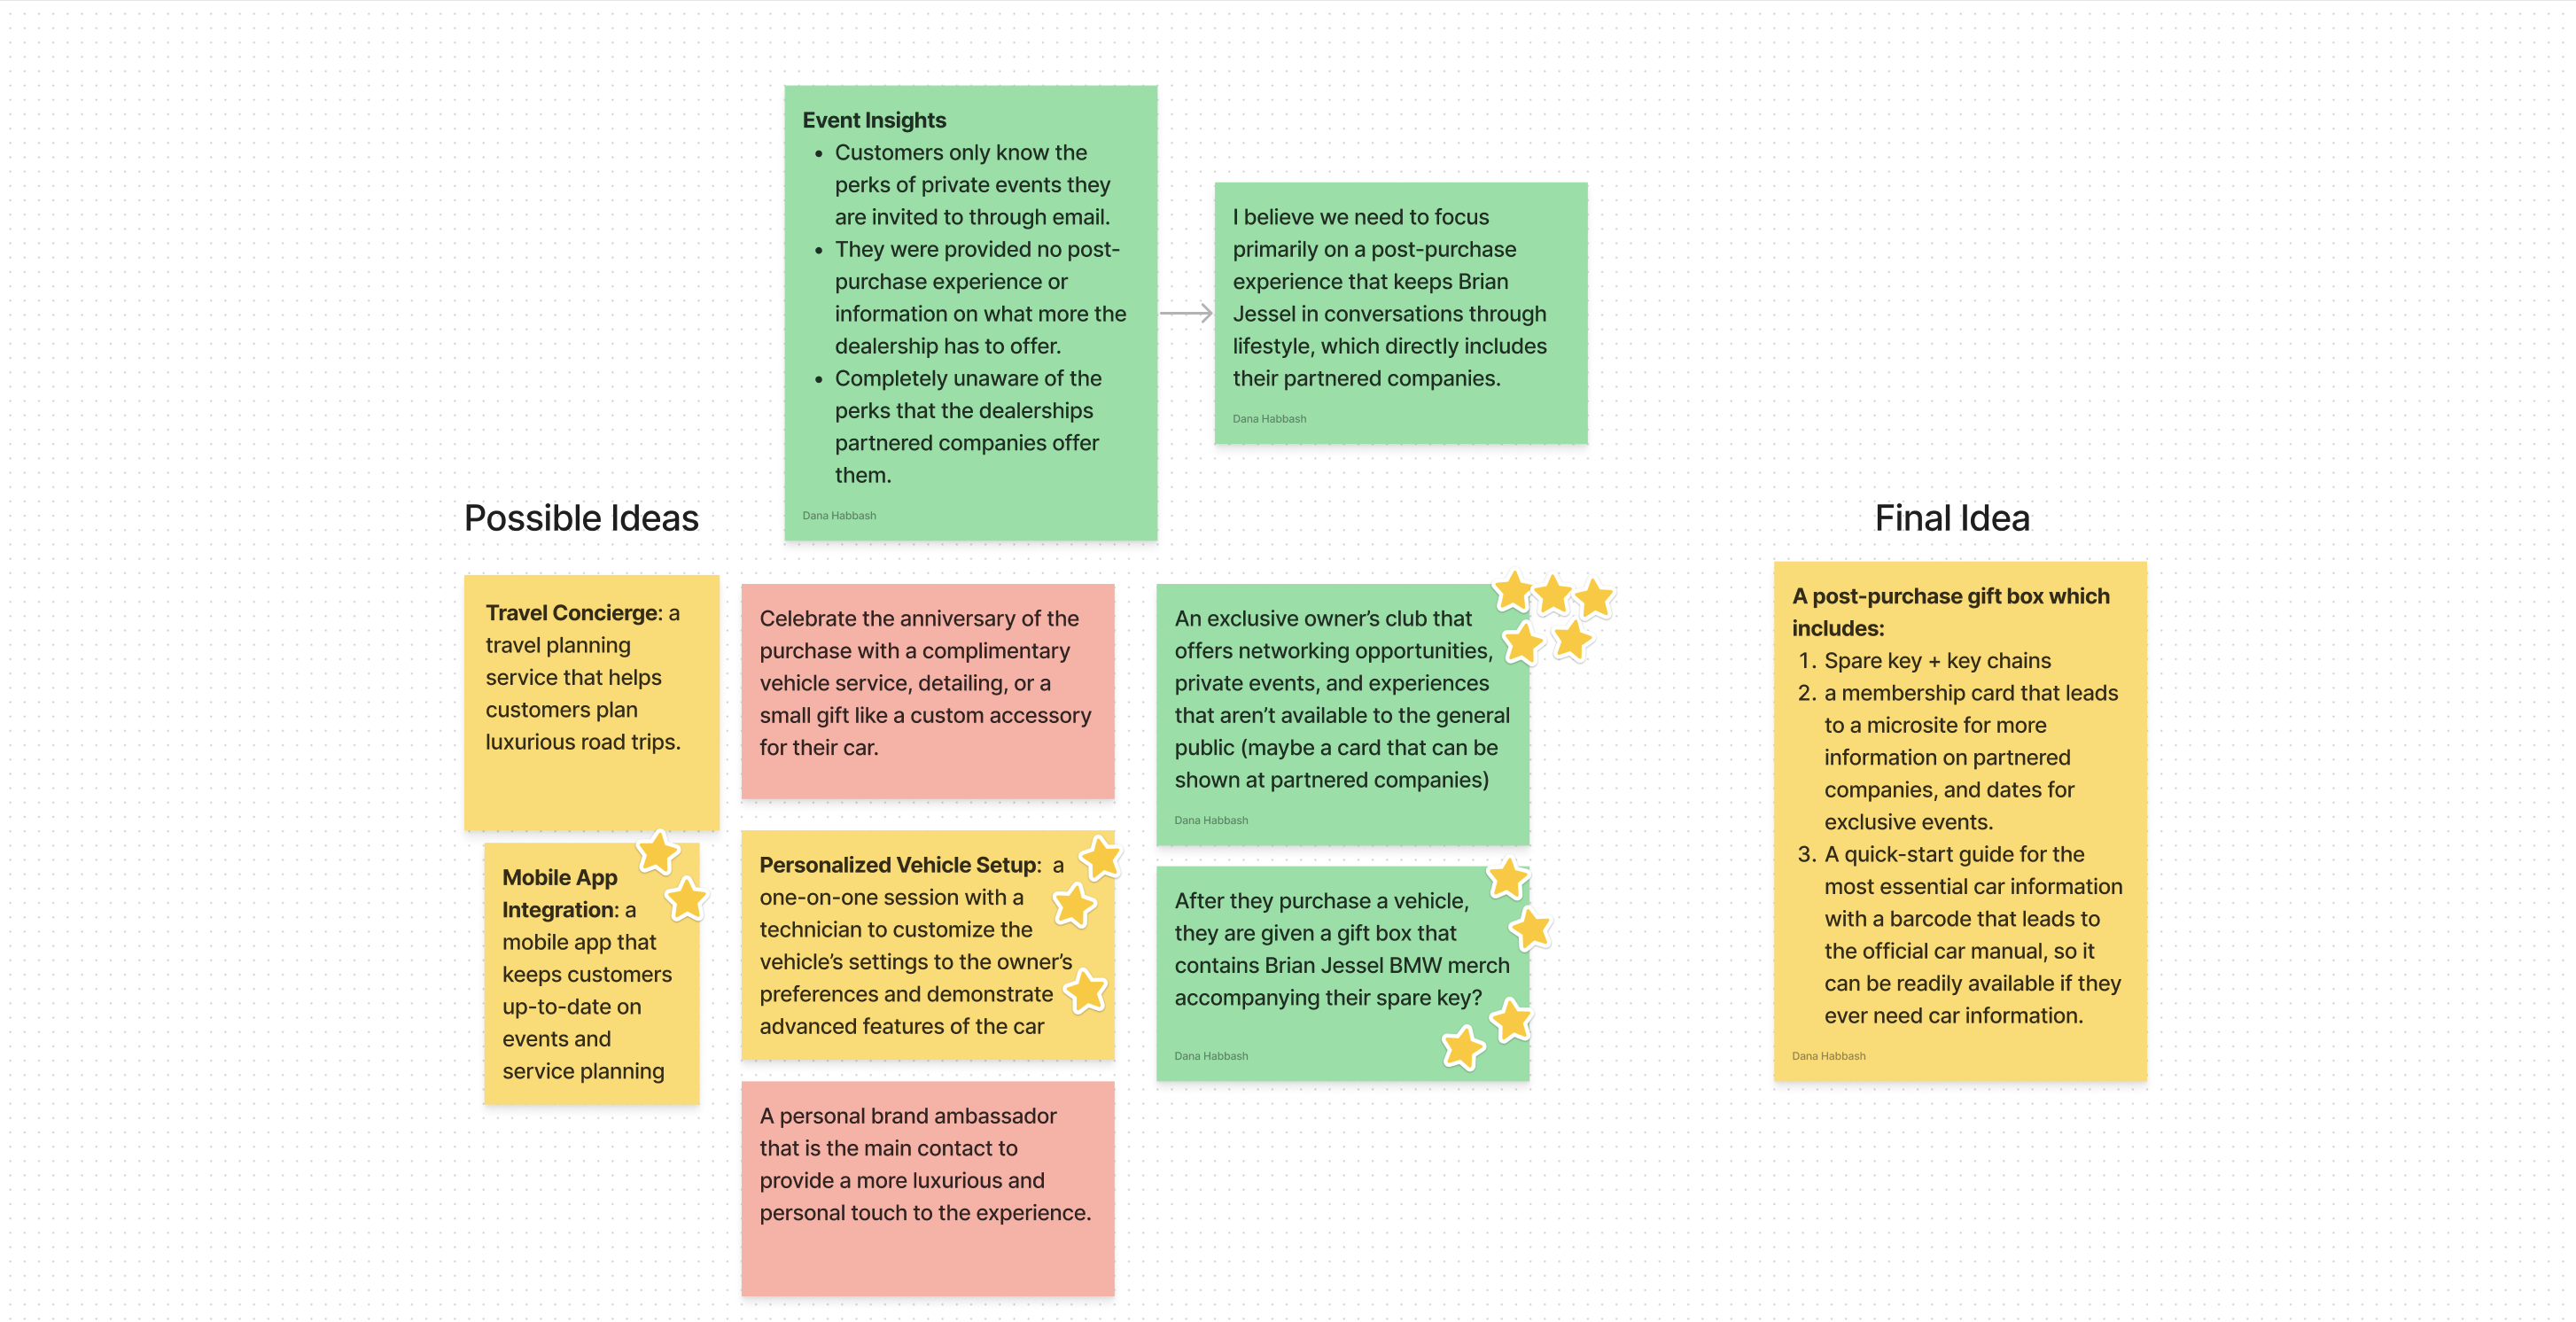 Event Insights
• Customers only know the
perks of private events they
are invited to through email.
• They were provided no post-
purchase experience or
information on what more the
dealership has to offer.
• Completely unaware of the
perks that the dealerships
partnered companies offer
them.
Dana Habbash
I believe we need to focus
primarily on a post-purchase
experience that keeps Brian
Jessel in conversations through
lifestyle, which directly includes
their partnered companies.
Dana Habbash
Possible Ideas
Travel Concierge: a
travel planning
service that helps
customers plan
luxurious road trips.
Mobile App
Integration: a
mobile app that
keeps customers
up-to-date on
events and
service planning
Celebrate the anniversary of the
purchase with a complimentary
vehicle service, detailing, or a
small gift like a custom accessory
for their car.
Personalized Vehicle Setup: a
one-on-one session with a
technician to customize the
vehicle's settings to the owner's
preferences and demonstrate
advanced features of the car
A personal brand ambassador
that is the main contact to
provide a more luxurious and
personal touch to the experience.
An exclusive owner's club that
offers networking opportunities,
private events, and experiences
that aren't available to the general
public (maybe a card that can be
shown at partnered companies)
Dana Habbash
After they purchase a vehicle,
they are given a gift box that
contains Brian Jessel BMW merch
accompanying their spare key?
Dana Habbash
Final Idea
A post-purchase gift box which
includes:
1. Spare key + key chains
2. a membership card that leads
to a microsite for more
information on partnered
companies, and dates for
exclusive events.
3. A quick-start guide for the
most essential car information
with a barcode that leads to
the official car manual, so it
can be readily available if they
ever need car information.
Dana Habbash